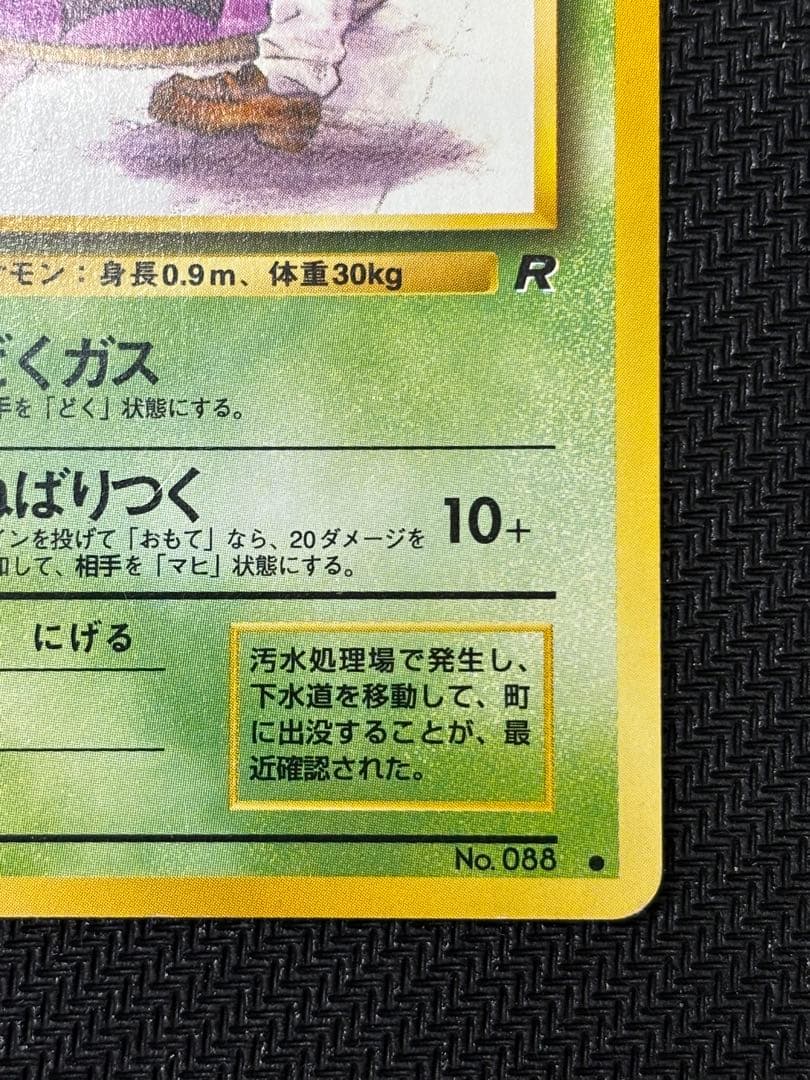 モン：身長0.9m、体重30kg
R
どくガス
手を「どく」状態にする。
ねばりつく
インを投げて「おもて」なら、20ダメージを
10+
加して、相手を「マヒ」状態にする。
にげる
汚水処理場で発生し、
下水道を移動して、町
に出没することが、最
近確認された。
No. 088 ●